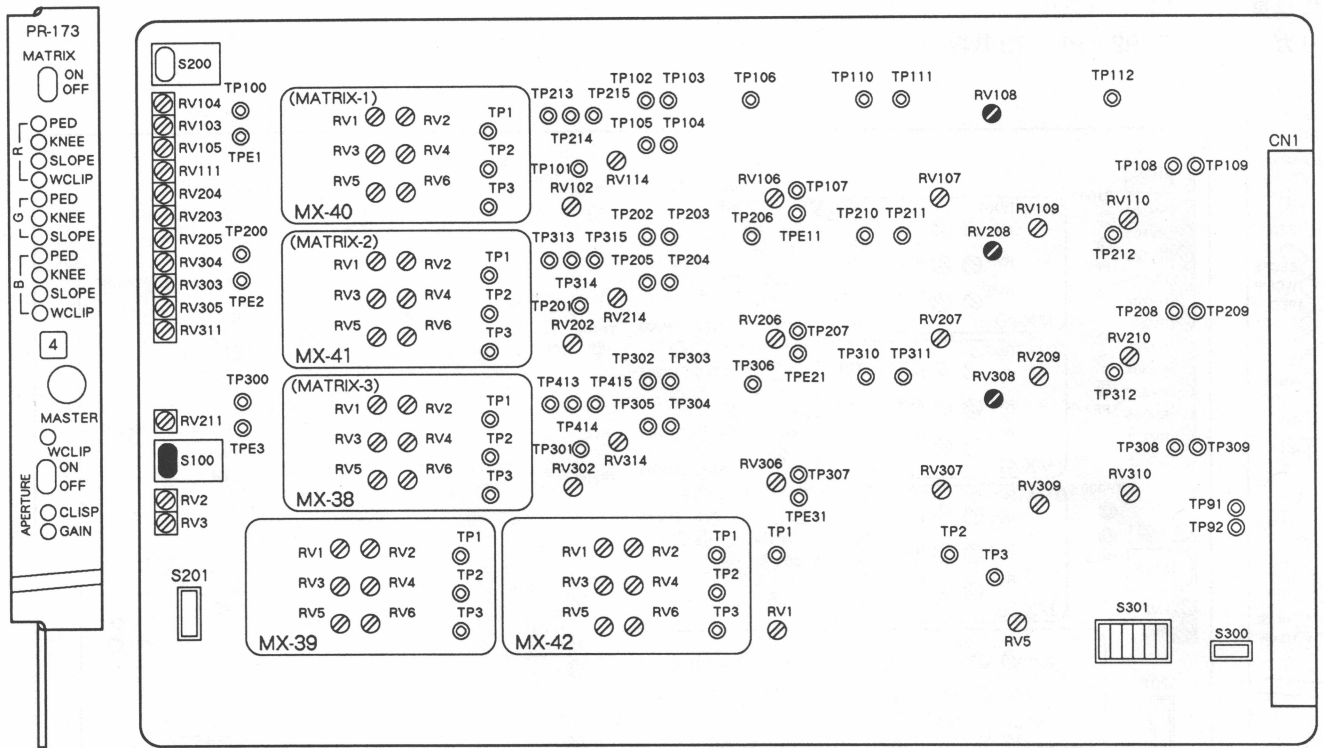 PR-173
MATRIX
ON
OFF
R
PED
KNEE
SLOPE
WCLIP
G
PED
KNEE
SLOPE
B
PED
KNEE
SLOPE
WCLIP
4
MASTER
WCLIP
ON
OFF
APERTURE
CLISP
GAIN
S200
RV104
RV103
RV105
RV111
RV204
RV203
RV205
RV304
RV303
RV305
RV311
RV211
S100
RV2
RV3
S201
TP100
TPE1
TP200
TPE2
TP300
TPE3
(MATRIX-1)
RV1 RV2 TP1
RV3 RV4 TP2
RV5 RV6 TP3
MX-40
(MATRIX-2)
RV1 RV2 TP1
RV3 RV4 TP2
RV5 RV6 TP3
MX-41
(MATRIX-3)
RV1 RV2 TP1
RV3 RV4 TP2
RV5 RV6 TP3
MX-38
RV1 RV2 TP1
RV3 RV4 TP2
RV5 RV6 TP3
MX-39
RV1 RV2 TP1
RV3 RV4 TP2
RV5 RV6 TP3
MX-42
TP102 TP103 TP106 TP110 TP111 RV108 TP112
TP213 TP215
TP214
TP105 TP104
TP101
RV114
RV102
RV106 TP107 RV107
TP108 TP109
CN1
TP202 TP203 TP206 TPE11 TP210 TP211 RV208 RV109 RV110
TP212
TP313 TP315 TP205 TP204
TP314
TP201
RV214
RV202
RV206 TP207 RV207
TP208 TP209
TP302 TP303 TP306 TPE21 TP310 TP311 RV308 RV209 RV210
TP312
TP413 TP415 TP305 TP304
TP414
TP301
RV314
RV302
RV306 TP307 RV307
TP308 TP309
TPE31
RV309 RV310
TP91
TP92
TP1 TP2 TP3
RV1 RV5
S301 S300